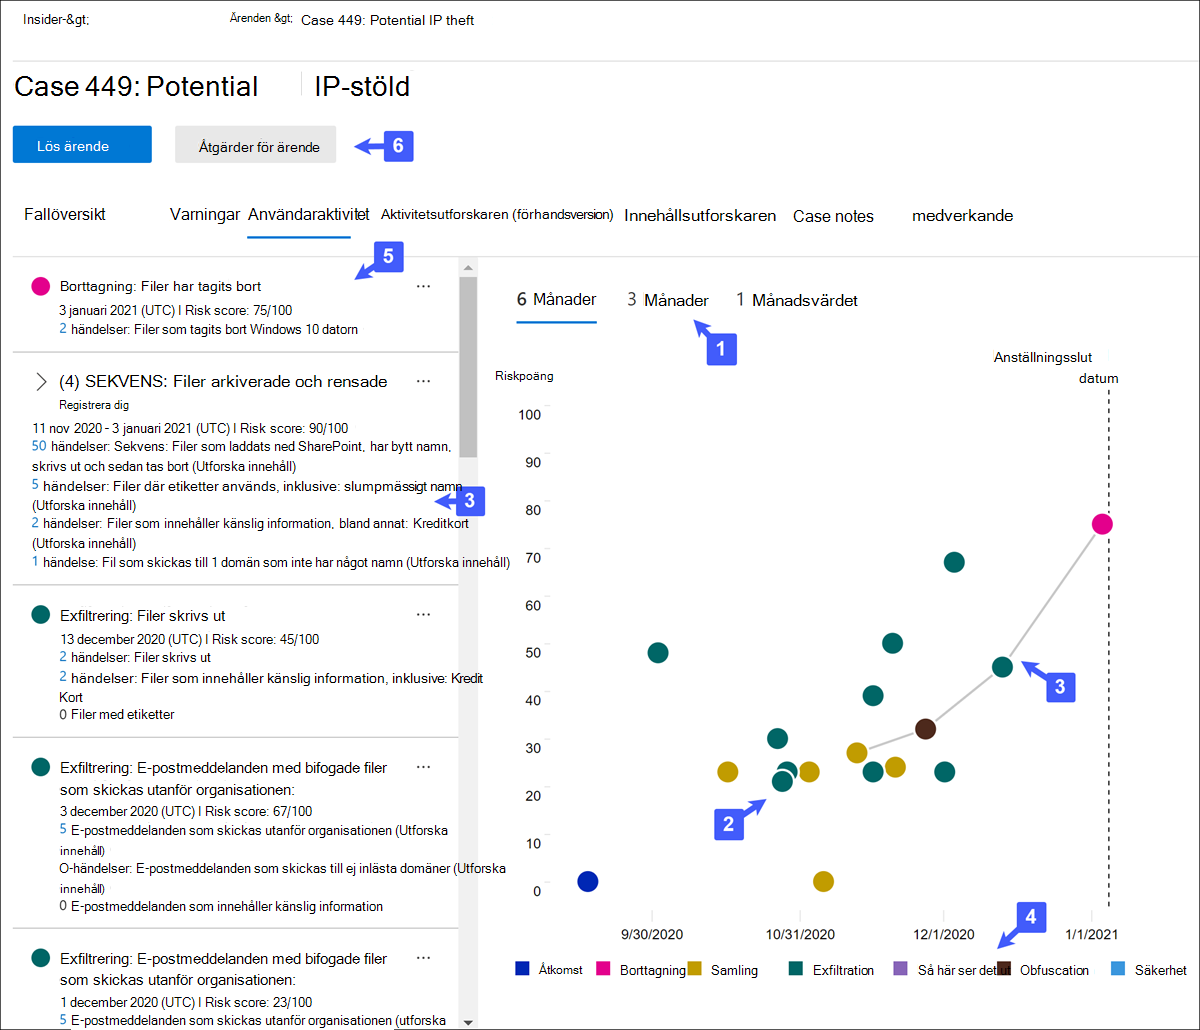 Insider-&gt;
Ärenden &gt; Case 449: Potential IP theft
Case 449: Potential IP-stöld
Lös ärende
Åtgärder för ärende
6
Fallöversikt
Varningar
Användaraktivitet
Aktivitetsutforskaren (förhandsversion)
Innehållsutforskaren
Case notes
medverkande
5
Borttagning: Filer har tagits bort
...
3 januari 2021 (UTC) I Risk score: 75/100
2 händelser: Filer som tagits bort Windows 10 datorn
(4) SEKVENS: Filer arkiverade och rensade
...
Registrera dig
11 nov 2020 - 3 januari 2021 (UTC) I Risk score: 90/100
50 händelser: Sekvens: Filer som laddats ned SharePoint, har bytt namn,
skrivs ut och sedan tas bort (Utforska innehåll)
5 händelser: Filer där etiketter används, inklusive: slumpmässigt namn
(Utforska innehåll)
3
2 händelser: Filer som innehåller känslig information, bland annat: Kreditkort
(Utforska innehåll)
1 händelse: Fil som skickas till 1 domän som inte har något namn (Utforska innehåll)
Exfiltrering: Filer skrivs ut
...
13 december 2020 (UTC) I Risk score: 45/100
2 händelser: Filer skrivs ut
2 händelser: Filer som innehåller känslig information, inklusive: Kredit
Kort
0 Filer med etiketter
Exfiltrering: E-postmeddelanden med bifogade filer
...
som skickas utanför organisationen:
3 december 2020 (UTC) I Risk score: 67/100
5 E-postmeddelanden som skickas utanför organisationen (Utforska
innehåll)
O-händelser: E-postmeddelanden som skickas till ej inlästa domäner (Utforska
innehåll)
0 E-postmeddelanden som innehåller känslig information
Exfiltrering: E-postmeddelanden med bifogade filer
...
som skickas utanför organisationen:
1 december 2020 (UTC) I Risk score: 23/100
5 E-postmeddelanden som skickas utanför organisationen (utforska
6 Månader
3 Månader
1 Månadsvärdet
1
Anställningsslut
datum
Riskpoäng
100
90
80
70
60
50
40
30
20
10
0
3
2
4
9/30/2020
10/31/2020
12/1/2020
1/1/2021
Åtkomst
Borttagning
Samling
Exfiltration
Så här ser det ut
Obfuscation
Säkerhet